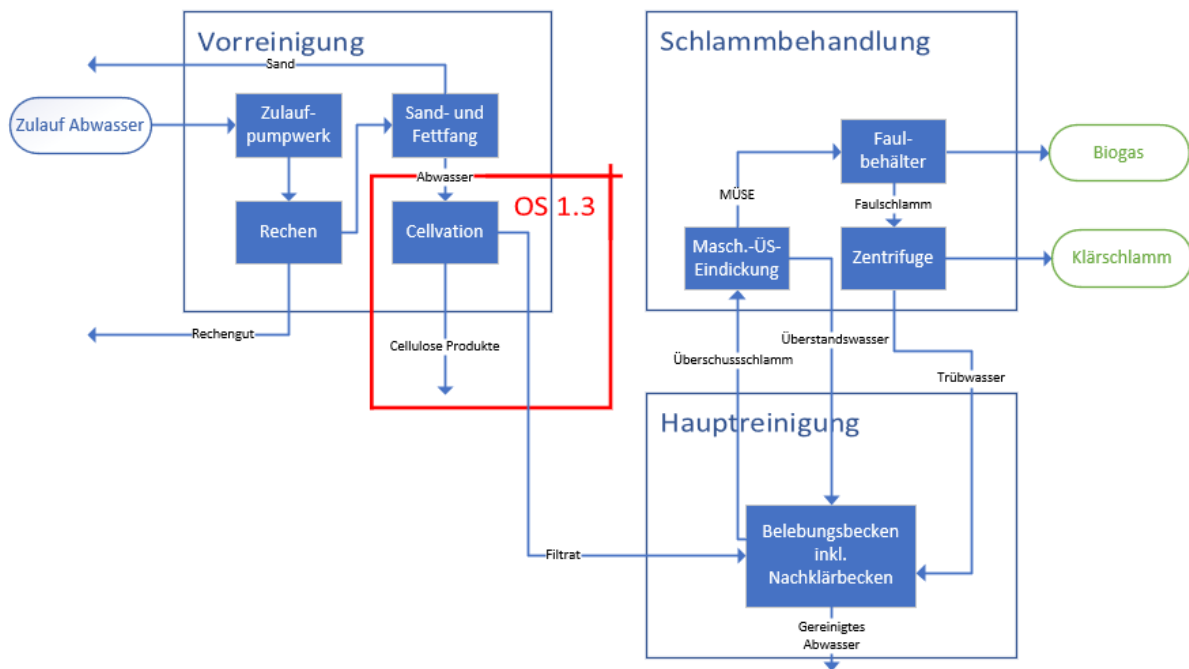 Vorreinigung
Sand
Zulauf Abwasser
Zulauf-
pumpwerk
Sand- und
Fettfang
Abwasser
OS 1.3
Rechen
Cellvation
Rechengut
Cellulose Produkte
Filtrat
Schlammbehandlung
Faul-
behälter
Biogas
MÜSE
Faulschlamm
Masch.-ÜS-
Eindickung
Zentrifuge
Klärschlamm
Überstandswasser
Überschussschlamm
Trübwasser
Hauptreinigung
Belebungsbecken
inkl.
Nachklärbecken
Gereinigtes
Abwasser